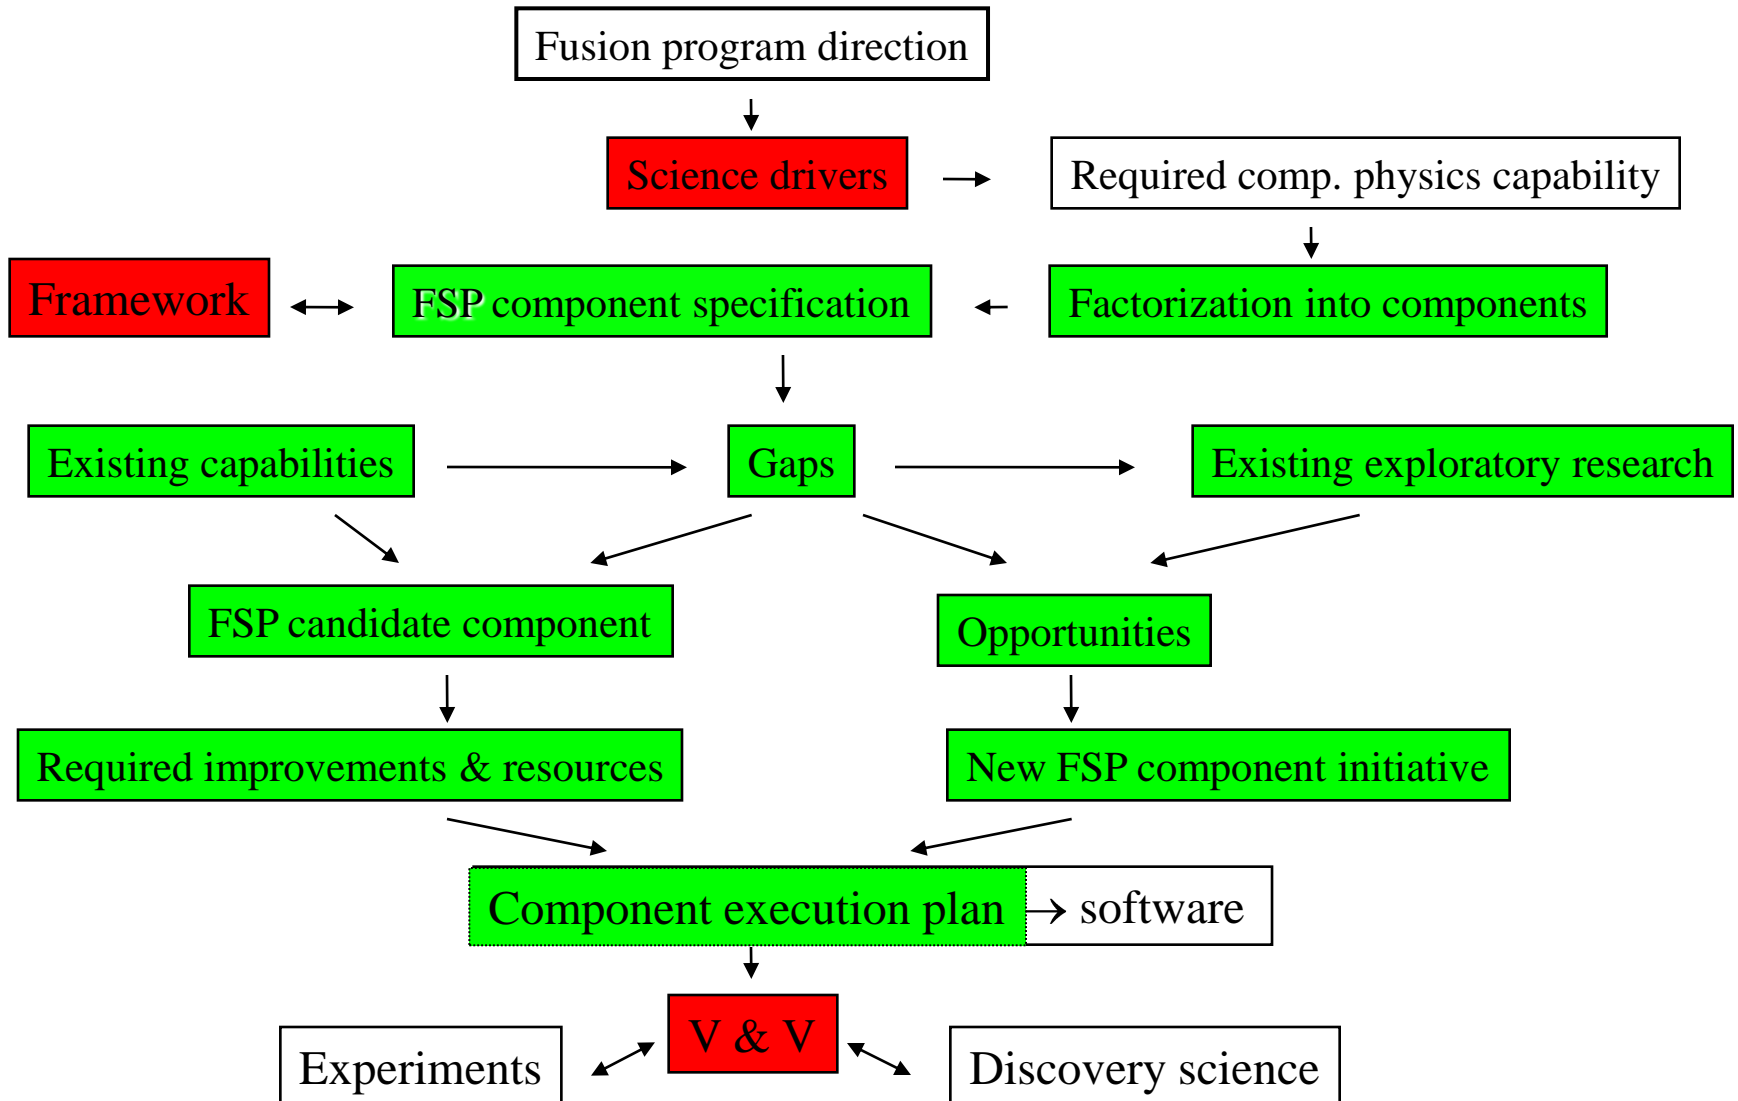 Fusion program direction
Science drivers
Required comp. physics capability
Framework
FSP component specification
Factorization into components
Existing capabilities
Gaps
Existing exploratory research
FSP candidate component
Opportunities
Required improvements & resources
New FSP component initiative
Component execution plan → software
V & V
Experiments
Discovery science